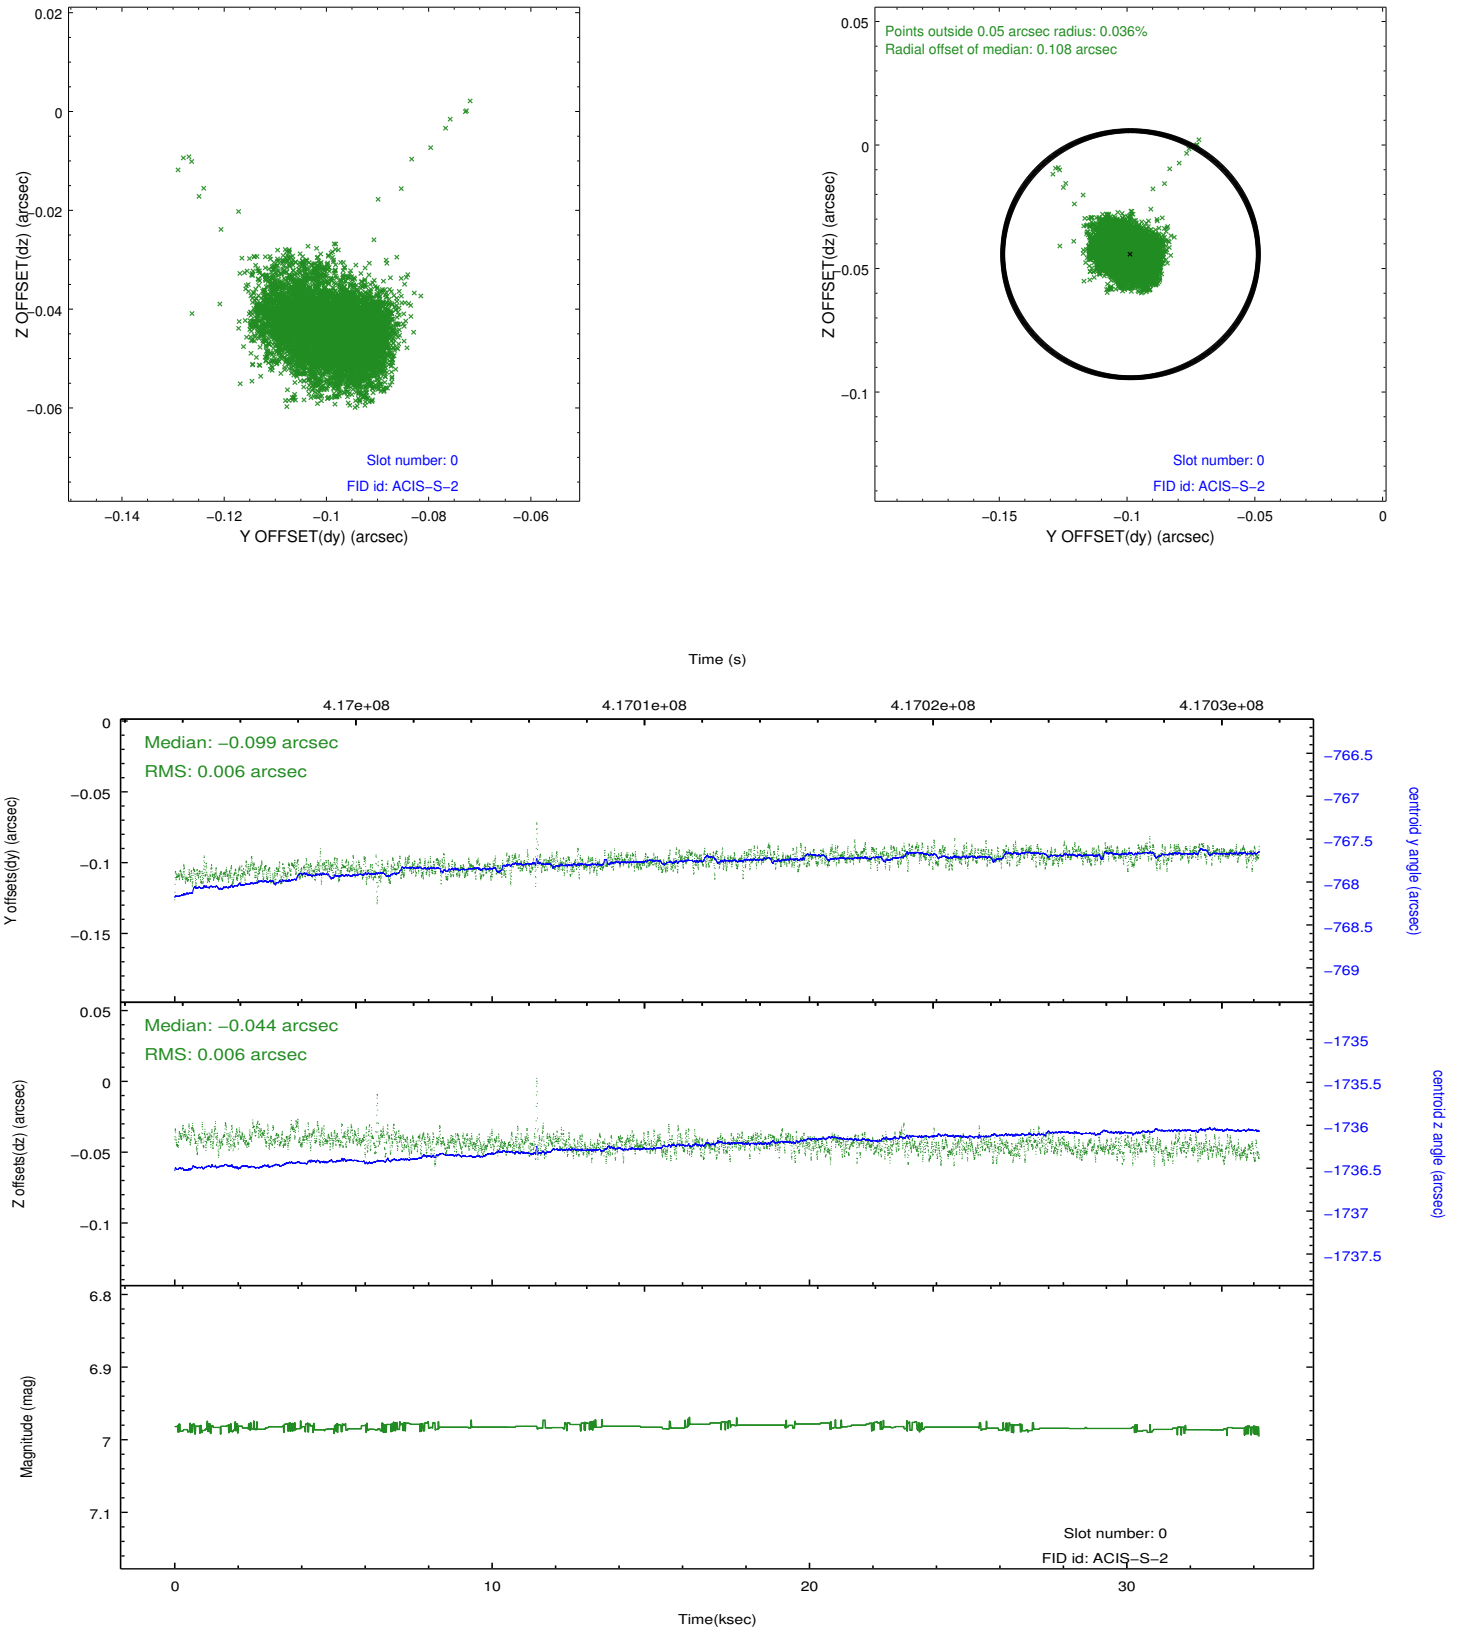 0.02
0
−0.02
−0.04
−0.06
Z OFFSET(dz) (arcsec)
Slot number: 0
FID id: ACIS−S−2
−0.14 −0.12 −0.1 −0.08 −0.06
Y OFFSET(dy) (arcsec)
Points outside 0.05 arcsec radius: 0.036%
Radial offset of median: 0.108 arcsec
0.05
0
−0.05
−0.1
Z OFFSET(dz) (arcsec)
Slot number: 0
FID id: ACIS−S−2
−0.15 −0.1 −0.05 0
Y OFFSET(dy) (arcsec)
Time (s)
4.17e+08 4.1701e+08 4.1702e+08 4.1703e+08
Median: −0.099 arcsec
RMS: 0.006 arcsec
0
−0.05
−0.1
−0.15
Y offsets(dy) (arcsec)
−766.5
−767
−767.5
−768
−768.5
−769
centroid y angle (arcsec)
Median: −0.044 arcsec
RMS: 0.006 arcsec
0.05
0
−0.05
−0.1
Z offsets(dz) (arcsec)
−1735
−1735.5
−1736
−1736.5
−1737
−1737.5
centroid z angle (arcsec)
6.8
6.9
7
7.1
Magnitude (mag)
Slot number: 0
FID id: ACIS−S−2
0 10 20 30
Time(ksec)